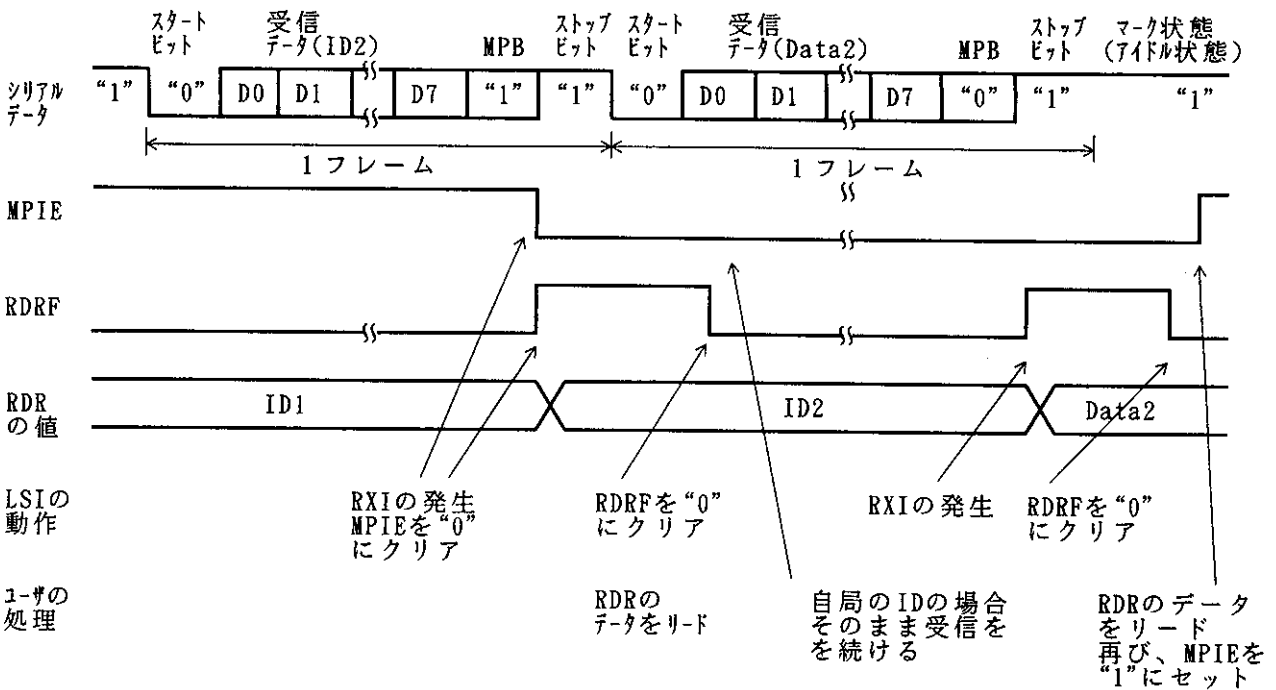 スタート
ビット
受信
データ(ID2)
MPB
ストップ
ビット
スタート
ビット
受信
データ(Data2)
MPB
ストップ
ビット
マーク状態
(アイドル状態)
シリアル
データ
“1” “0” D0 D1 D7 “1” “1” “0” D0 D1 D7 “0” “1” “1”
1フレーム 1フレーム
MPIE
RDRF
RDR
の値
ID1 ID2 Data2
LSIの
動作
RXIの発生
MPIEを“0”
にクリア
RDRFを“0”
にクリア
RXIの発生
RDRFを“0”
にクリア
ユーザの
処理
RDRの
データをリード
自局のIDの場合
そのまま受信を
を続ける
RDRのデータ
をリード
再び、MPIEを
“1”にセット